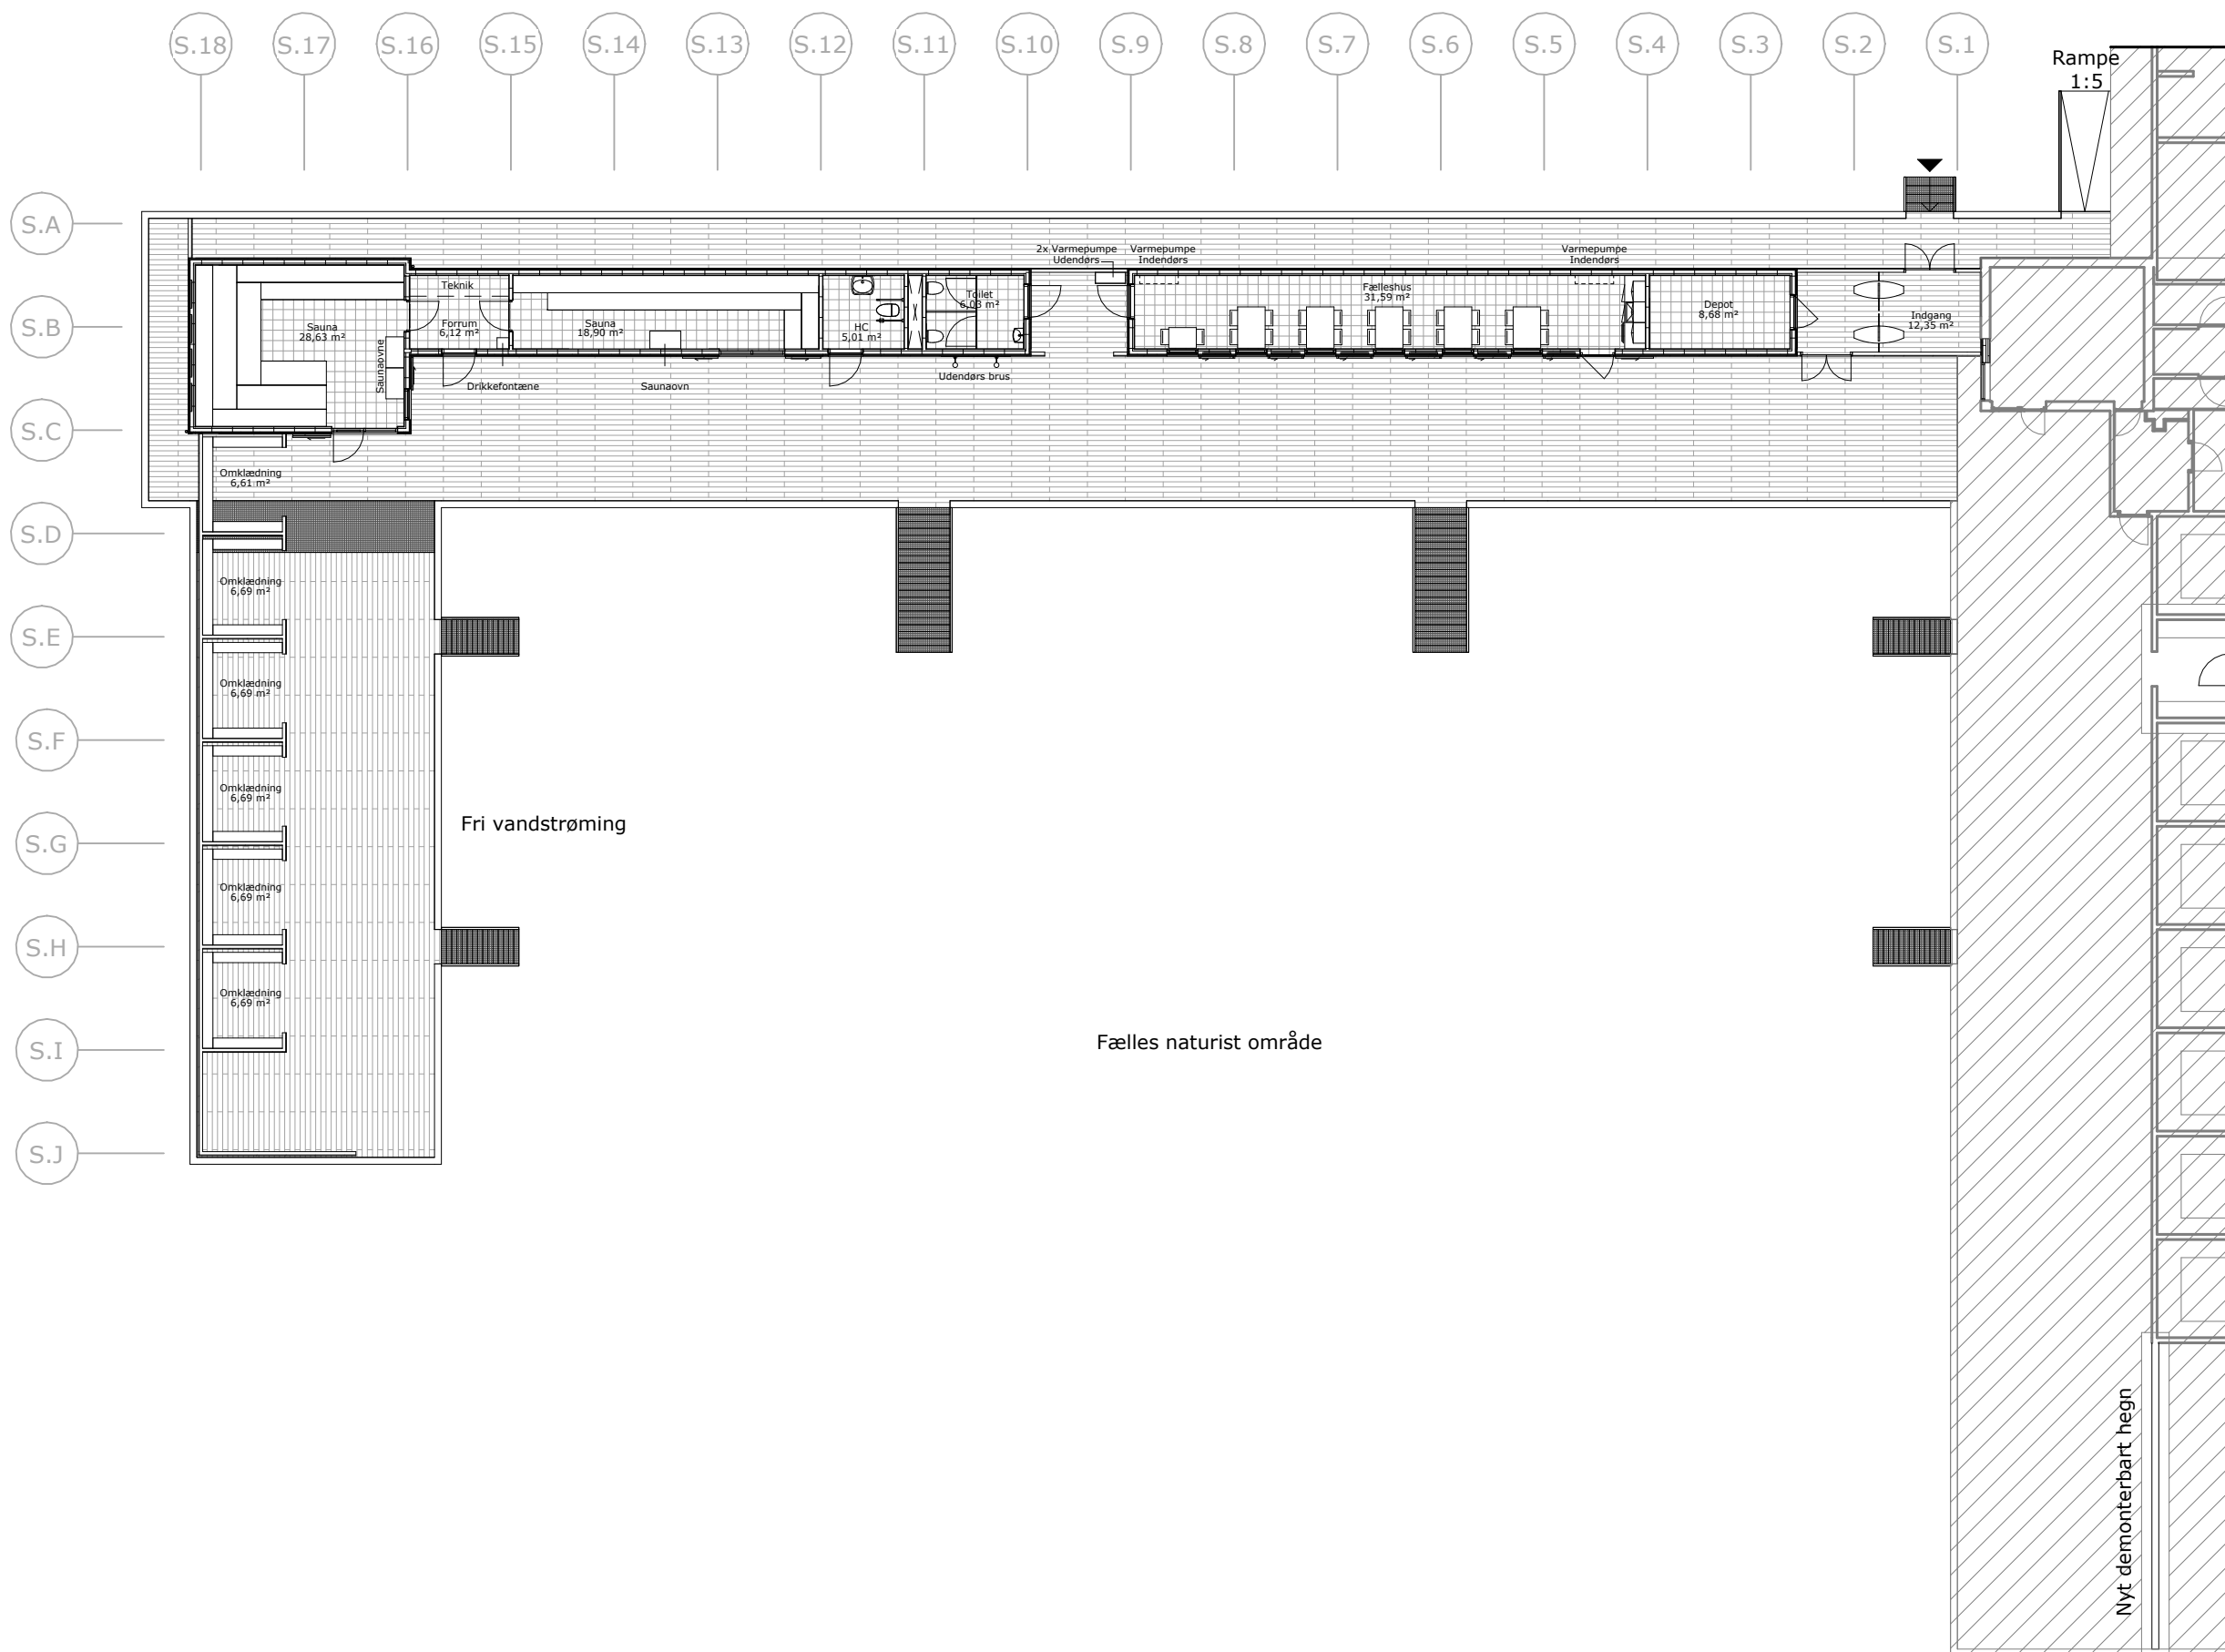 S.18
S.17
S.16
S.15
S.14
S.13
S.12
S.11
S.10
S.9
S.8
S.7
S.6
S.5
S.4
S.3
S.2
S.1
Rampe
1:5
S.A
S.B
S.C
S.D
S.E
S.F
S.G
S.H
S.I
S.J
2x Varmepumpe
Udendørs
Varmepumpe
Indendørs
Varmepumpe
Indendørs
Teknik
Sauna
28,63 m²
Saunaovne
Forrum
6,12 m²
Sauna
18,90 m²
HC
5,01 m²
Toilet
6,03 m²
Fælleshus
31,59 m²
Depot
8,68 m²
Indgang
12,35 m²
Drikkefontæne
Saunaovn
Udendørs brus
Omklædning
6,61 m²
Omklædning
6,69 m²
Omklædning
6,69 m²
Omklædning
6,69 m²
Omklædning
6,69 m²
Omklædning
6,69 m²
Fri vandstrøming
Fælles naturist område
Nyt demonterbart hegn